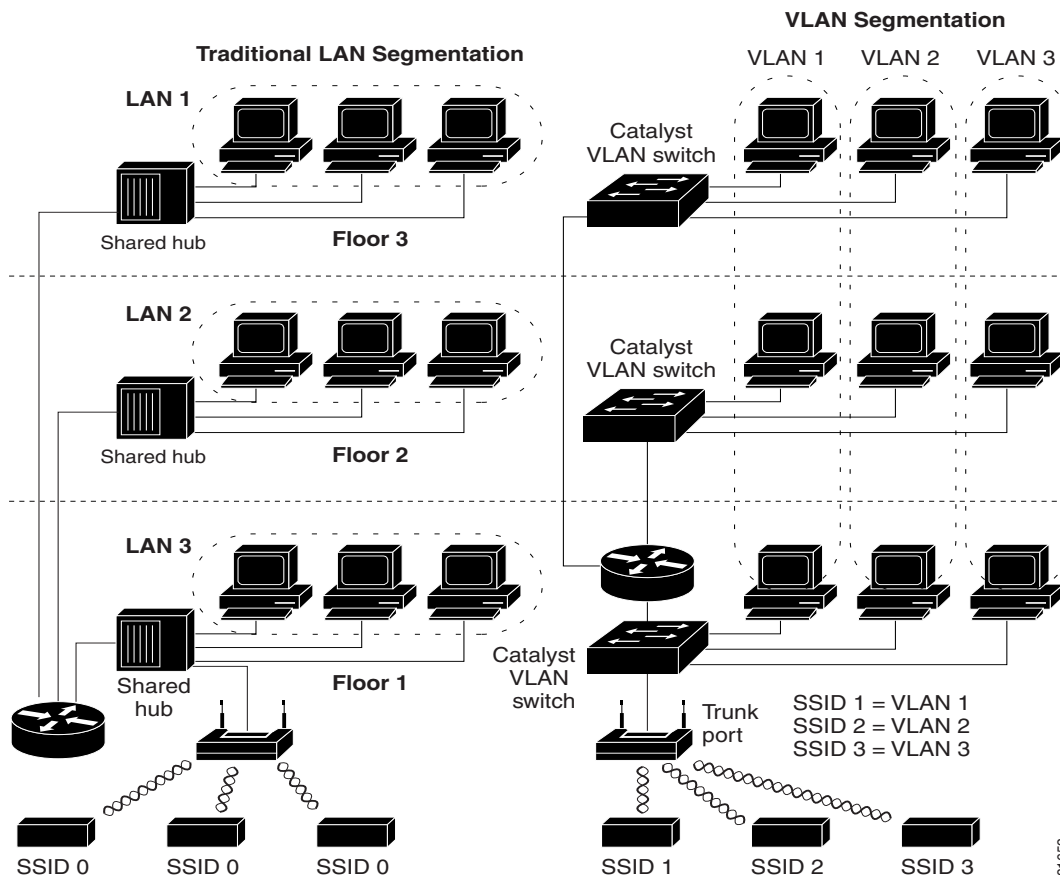 VLAN Segmentation
Traditional LAN Segmentation
VLAN 1
VLAN 2
VLAN 3
LAN 1
Catalyst
VLAN switch
Shared hub
Floor 3
LAN 2
Catalyst
VLAN switch
Shared hub
Floor 2
LAN 3
Shared
hub
Floor 1
Catalyst
VLAN
switch
Trunk
port
SSID 1 = VLAN 1
SSID 2 = VLAN 2
SSID 3 = VLAN 3
SSID 0
SSID 0
SSID 0
SSID 1
SSID 2
SSID 3